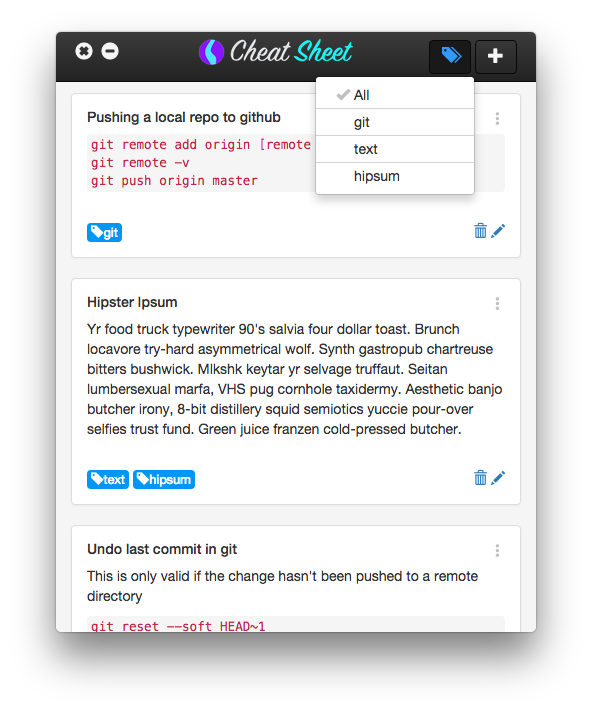 Cheat Sheet
All
git
text
hipsum
Pushing a local repo to github
git remote add origin [remote
git remote -v
git push origin master
git
Hipster Ipsum
Yr food truck typewriter 90's salvia four dollar toast. Brunch
locavore try-hard asymmetrical wolf. Synth gastropub chartreuse
bitters bushwick. Mlkshk keytar yr selvage truffaut. Seitan
lumbersexual marfa, VHS pug cornhole taxidermy. Aesthetic banjo
butcher irony, 8-bit distillery squid semiotics yuccie pour-over
selfies trust fund. Green juice franzen cold-pressed butcher.
text hipsum
Undo last commit in git
This is only valid if the change hasn't been pushed to a remote
directory
git reset --soft HEAD~1